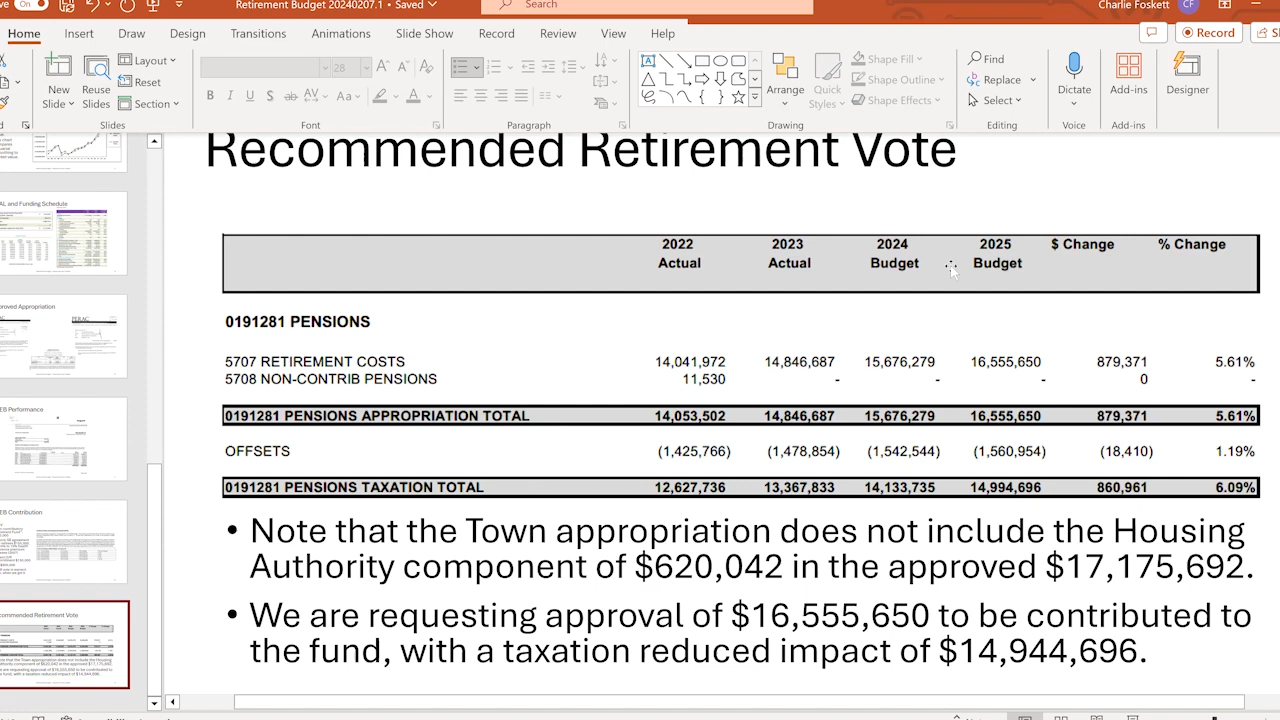 Retirement Budget 20240207.1 • Saved
Search
Charlie Foskett CF
Home Insert Draw Design Transitions Animations Slide Show Record Review View Help
Record
New Slide
Reuse Slides
Layout
Reset
Section
Slides
28
Font
Paragraph
Arrange
Quick Styles
Shape Fill
Shape Outline
Shape Effects
Drawing
Find
Replace
Select
Editing
Dictate
Voice
Add-ins
Add-ins
Designer
Recommended Retirement Vote
2022 Actual 2023 Actual 2024 Budget 2025 Budget $ Change % Change
0191281 PENSIONS
5707 RETIREMENT COSTS 14,041,972 14,846,687 15,676,279 16,555,650 879,371 5.61%
5708 NON-CONTRIB PENSIONS 11,530 - - - 0 -
0191281 PENSIONS APPROPRIATION TOTAL 14,053,502 14,846,687 15,676,279 16,555,650 879,371 5.61%
OFFSETS (1,425,766) (1,478,854) (1,542,544) (1,560,954) (18,410) 1.19%
0191281 PENSIONS TAXATION TOTAL 12,627,736 13,367,833 14,133,735 14,994,696 860,961 6.09%
• Note that the Town appropriation does not include the Housing
Authority component of $620,042 in the approved $17,175,692.
• We are requesting approval of $16,555,650 to be contributed to
the fund, with a taxation reduced impact of $14,944,696.